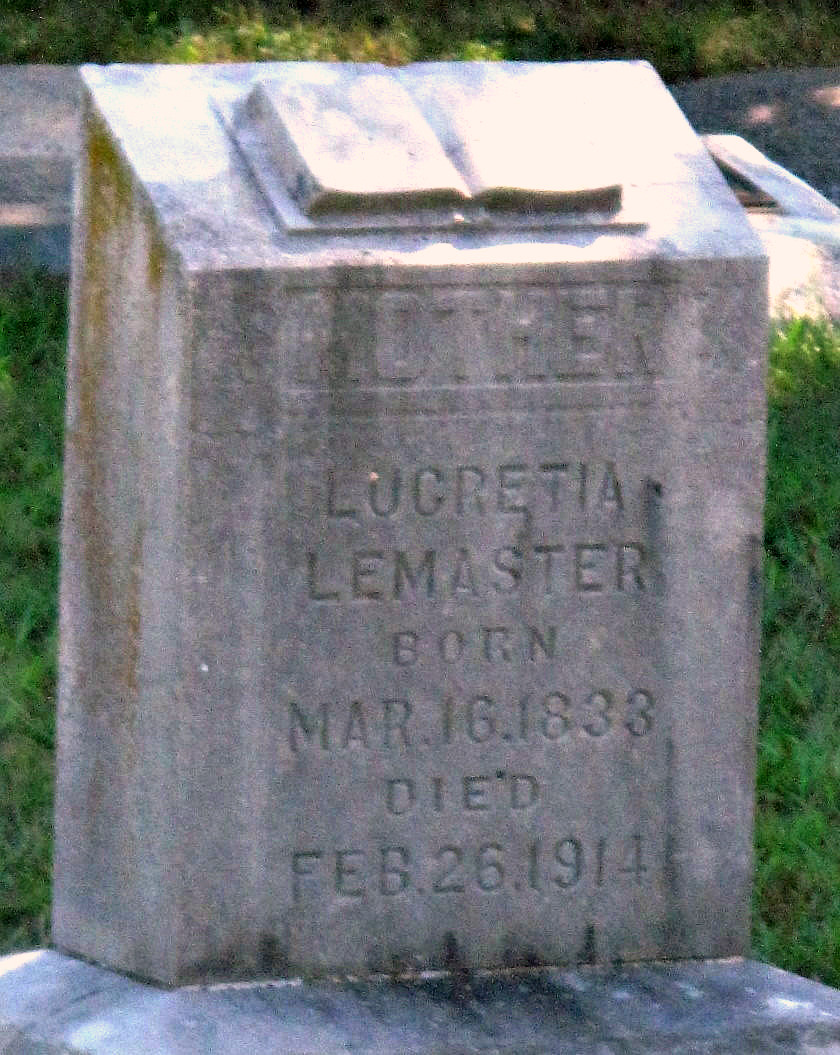 MOTHER
LUCRETIA
LEMASTER
BORN
MAR.16.1833
DIE'D
FEB.26.1914